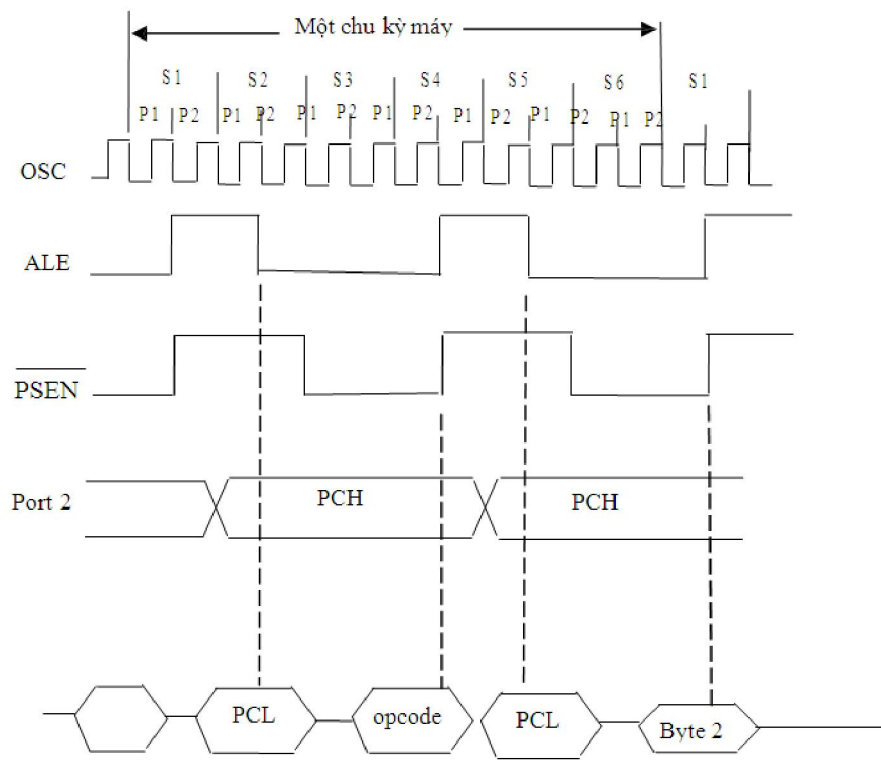 Một chu kỳ máy
S1 S2 S3 S4 S5 S6 S1
P1 P2 P1 P2 P1 P2 P1 P2 P1 P2 P1 P2 P1 P2
OSC
ALE
PSEN
Port 2 PCH PCH
PCL opcode PCL Byte 2